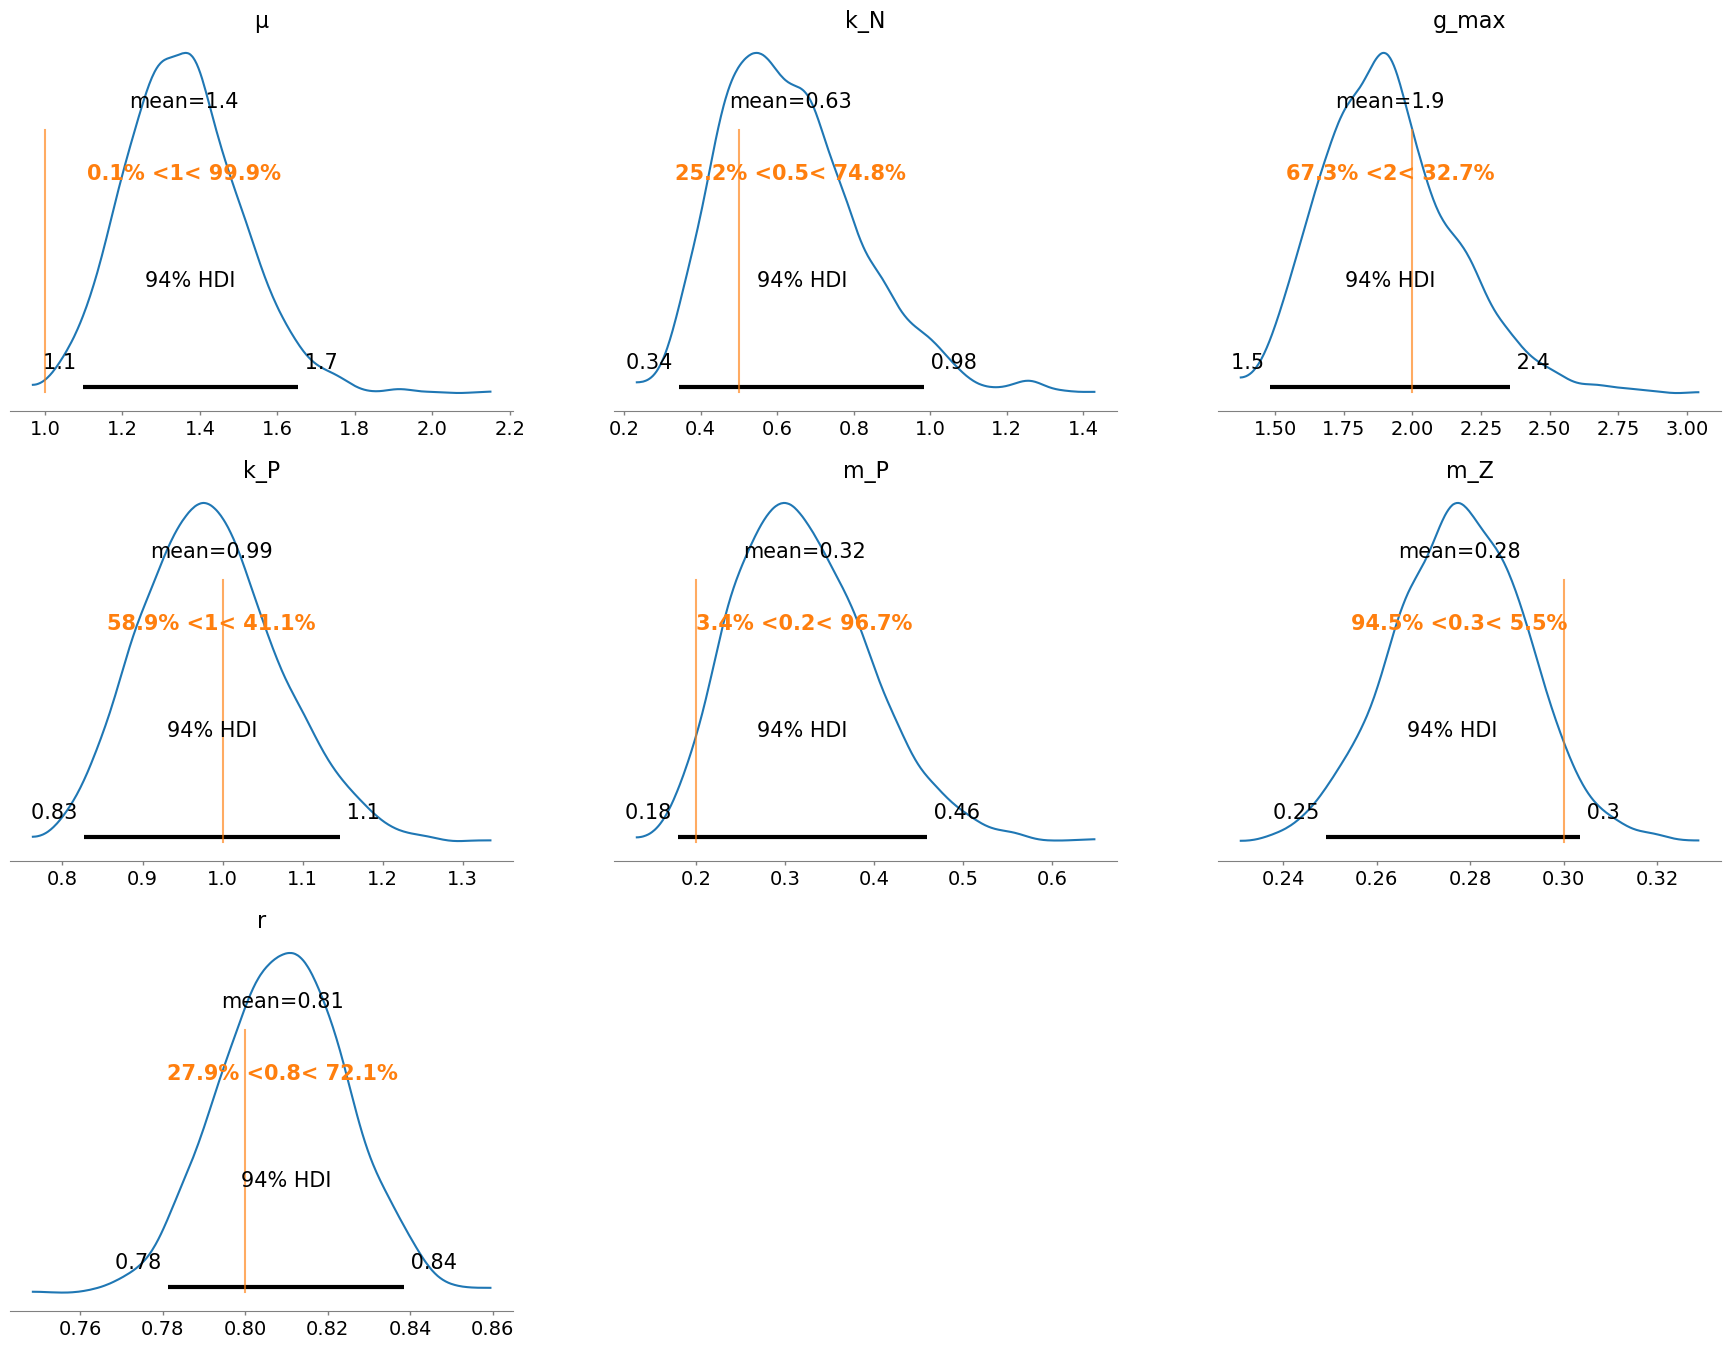 μ
mean=1.4
0.1% <1< 99.9%
94% HDI
1.1 1.7
1.0 1.2 1.4 1.6 1.8 2.0 2.2
k_N
mean=0.63
25.2% <0.5< 74.8%
94% HDI
0.34 0.98
0.2 0.4 0.6 0.8 1.0 1.2 1.4
g_max
mean=1.9
67.3% <2< 32.7%
94% HDI
1.5 2.4
1.50 1.75 2.00 2.25 2.50 2.75 3.00
k_P
mean=0.99
58.9% <1< 41.1%
94% HDI
0.83 1.1
0.8 0.9 1.0 1.1 1.2 1.3
m_P
mean=0.32
3.4% <0.2< 96.7%
94% HDI
0.18 0.46
0.2 0.3 0.4 0.5 0.6
m_Z
mean=0.28
94.5% <0.3< 5.5%
94% HDI
0.25 0.3
0.24 0.26 0.28 0.30 0.32
r
mean=0.81
27.9% <0.8< 72.1%
94% HDI
0.78 0.84
0.76 0.78 0.80 0.82 0.84 0.86